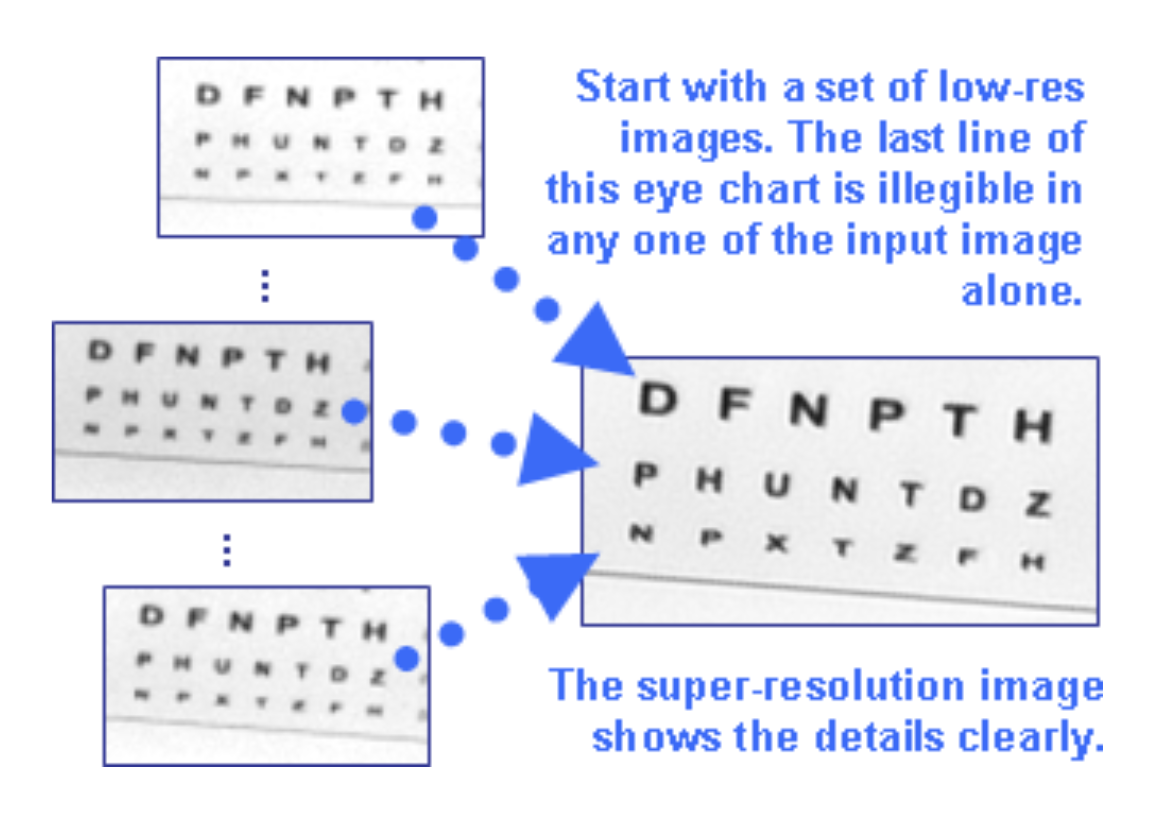 D F N P T H
P H U N T D Z
N P X T Z F H
Start with a set of low-res
images. The last line of
this eye chart is illegible in
any one of the input image
alone.
D F N P T H
P H U N T D Z
N P X T Z F H
D F N P T H
P H U N T D Z
N P X T Z F H
D F N P T H
P H U N T D Z
N P X T Z F H
The super-resolution image
shows the details clearly.